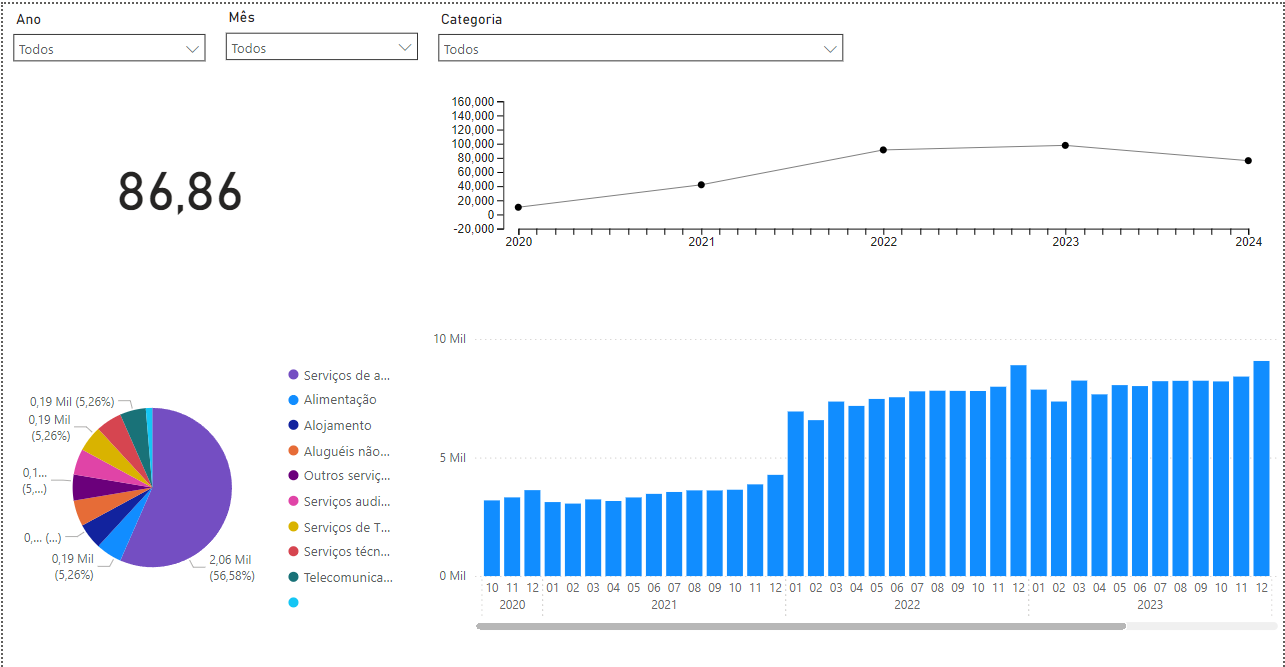 Ano
Mês
Categoria
Todos
Todos
Todos
86,86
160,000
140,000
120,000
100,000
80,000
60,000
40,000
20,000
0
-20,000
2020 2021 2022 2023 2024
0,19 Mil (5,26%)
0,19 Mil
(5,26%)
0,1...
(5,...)
0,... (...)
0,19 Mil
(5,26%)
2,06 Mil
(56,58%)
Serviços de a...
Alimentação
Alojamento
Aluguéis não...
Outros serviç...
Serviços audi...
Serviços de T...
Serviços técn...
Telecomunica...
10 Mil
5 Mil
0 Mil
10 11 12 01 02 03 04 05 06 07 08 09 10 11 12 01 02 03 04 05 06 07 08 09 10 11 12 01 02 03 04 05 06 07 08 09 10 11 12
2020 2021 2022 2023